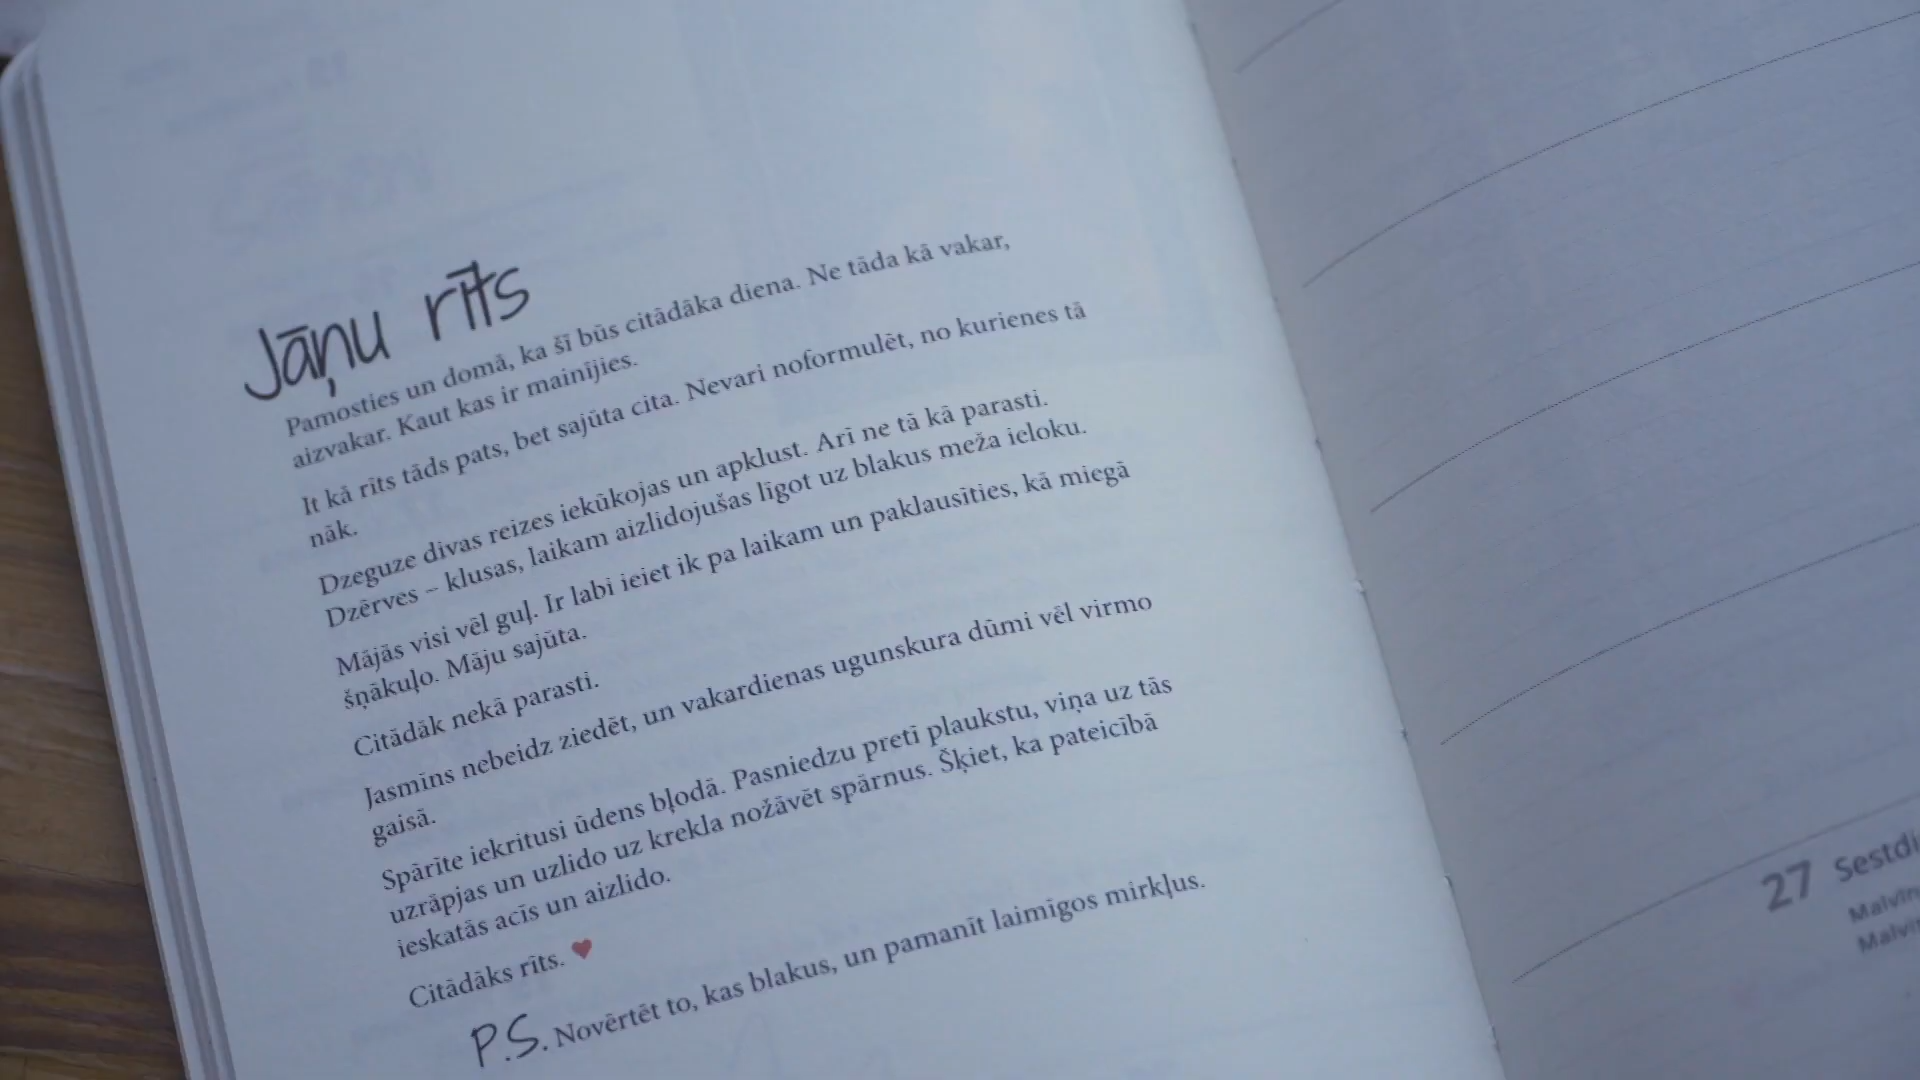 Jāņu rīts
Pamosties un domā, ka šī būs citādāka diena. Ne tāda kā vakar,
aizvakar. Kaut kas ir mainījies.
It kā rīts tāds pats, bet sajūta cita. Nevari noformulēt, no kurienes tā
nāk.
Dzeguze divas reizes iekūkojas un apklust. Arī ne tā kā parasti.
Dzērves – klusas, laikam aizlidojušas līgot uz blakus meža ieloku.
Mājās visi vēl guļ. Ir labi ieiet ik pa laikam un paklausīties, kā miegā
šņākuļo. Māju sajūta.
Citādāk nekā parasti.
Jasmīns nebeidz ziedēt, un vakardienas ugunskura dūmi vēl virmo
gaisā.
Spārīte iekritusi ūdens bļodā. Pasniedzu pretī plaukstu, viņa uz tās
uzrāpjas un uzlido uz krekla nožāvēt spārnus. Šķiet, ka pateicībā
ieskatās acīs un aizlido.
Citādāks rīts. ♥
P.S. Novērtēt to, kas blakus, un pamanīt laimīgos mirkļus.
27 Sestdi
Malvīn